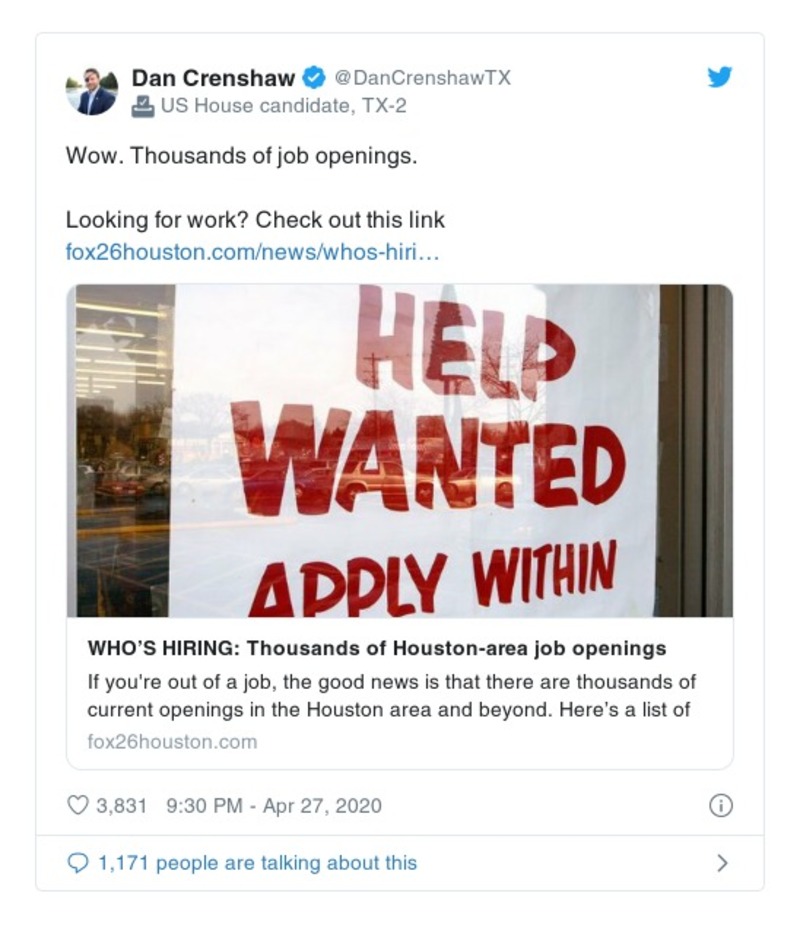 Dan Crenshaw @DanCrenshawTX
US House candidate, TX-2
Wow. Thousands of job openings.
Looking for work? Check out this link
fox26houston.com/news/whos-hiri…
HELP
WANTED
APPLY WITHIN
WHO’S HIRING: Thousands of Houston-area job openings
If you're out of a job, the good news is that there are thousands of
current openings in the Houston area and beyond. Here’s a list of
fox26houston.com
3,831 9:30 PM - Apr 27, 2020
1,171 people are talking about this